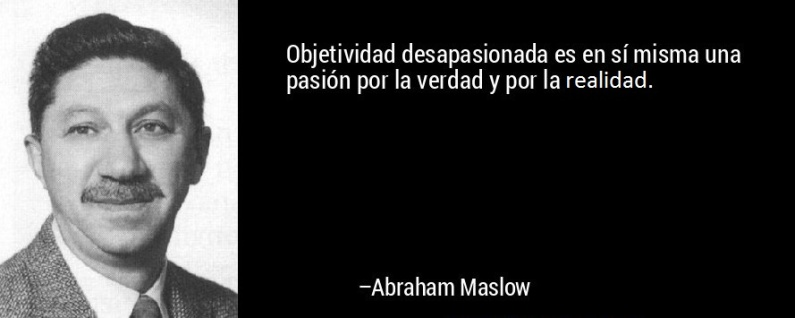 Objetividad desapasionada es en sí misma una
pasión por la verdad y por la realidad.
–Abraham Maslow